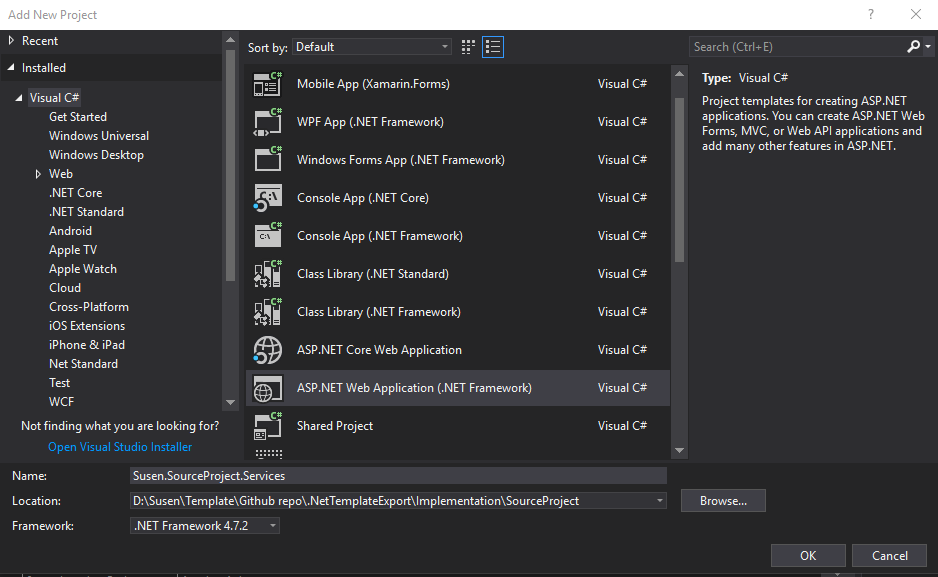 Add New Project
?
Recent
Installed
Visual C#
Get Started
Windows Universal
Windows Desktop
Web
.NET Core
.NET Standard
Android
Apple TV
Apple Watch
Cloud
Cross-Platform
iOS Extensions
iPhone & iPad
Net Standard
Test
WCF
Not finding what you are looking for?
Open Visual Studio Installer
Sort by: Default
Mobile App (Xamarin.Forms) Visual C#
WPF App (.NET Framework) Visual C#
Windows Forms App (.NET Framework) Visual C#
Console App (.NET Core) Visual C#
Console App (.NET Framework) Visual C#
Class Library (.NET Standard) Visual C#
Class Library (.NET Framework) Visual C#
ASP.NET Core Web Application Visual C#
ASP.NET Web Application (.NET Framework) Visual C#
Shared Project Visual C#
Search (Ctrl+E)
Type: Visual C#
Project templates for creating ASP.NET
applications. You can create ASP.NET Web
Forms, MVC, or Web API applications and
add many other features in ASP.NET.
Name: Susen.SourceProject.Services
Location: D:\Susen\Template\Github repo\.NetTemplateExport\Implementation\SourceProject Browse...
Framework: .NET Framework 4.7.2
OK Cancel